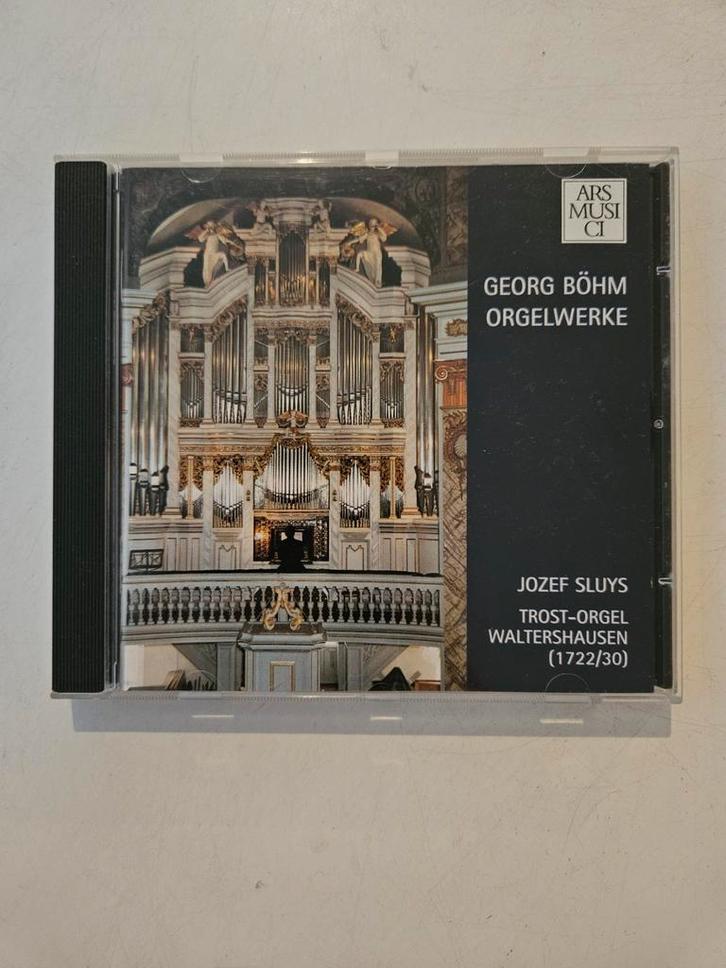 ARS
MUSI
CI
GEORG BÖHM
ORGELWERKE
JOZEF SLUYS
TROST-ORGEL
WALTERSHAUSEN
(1722/30)